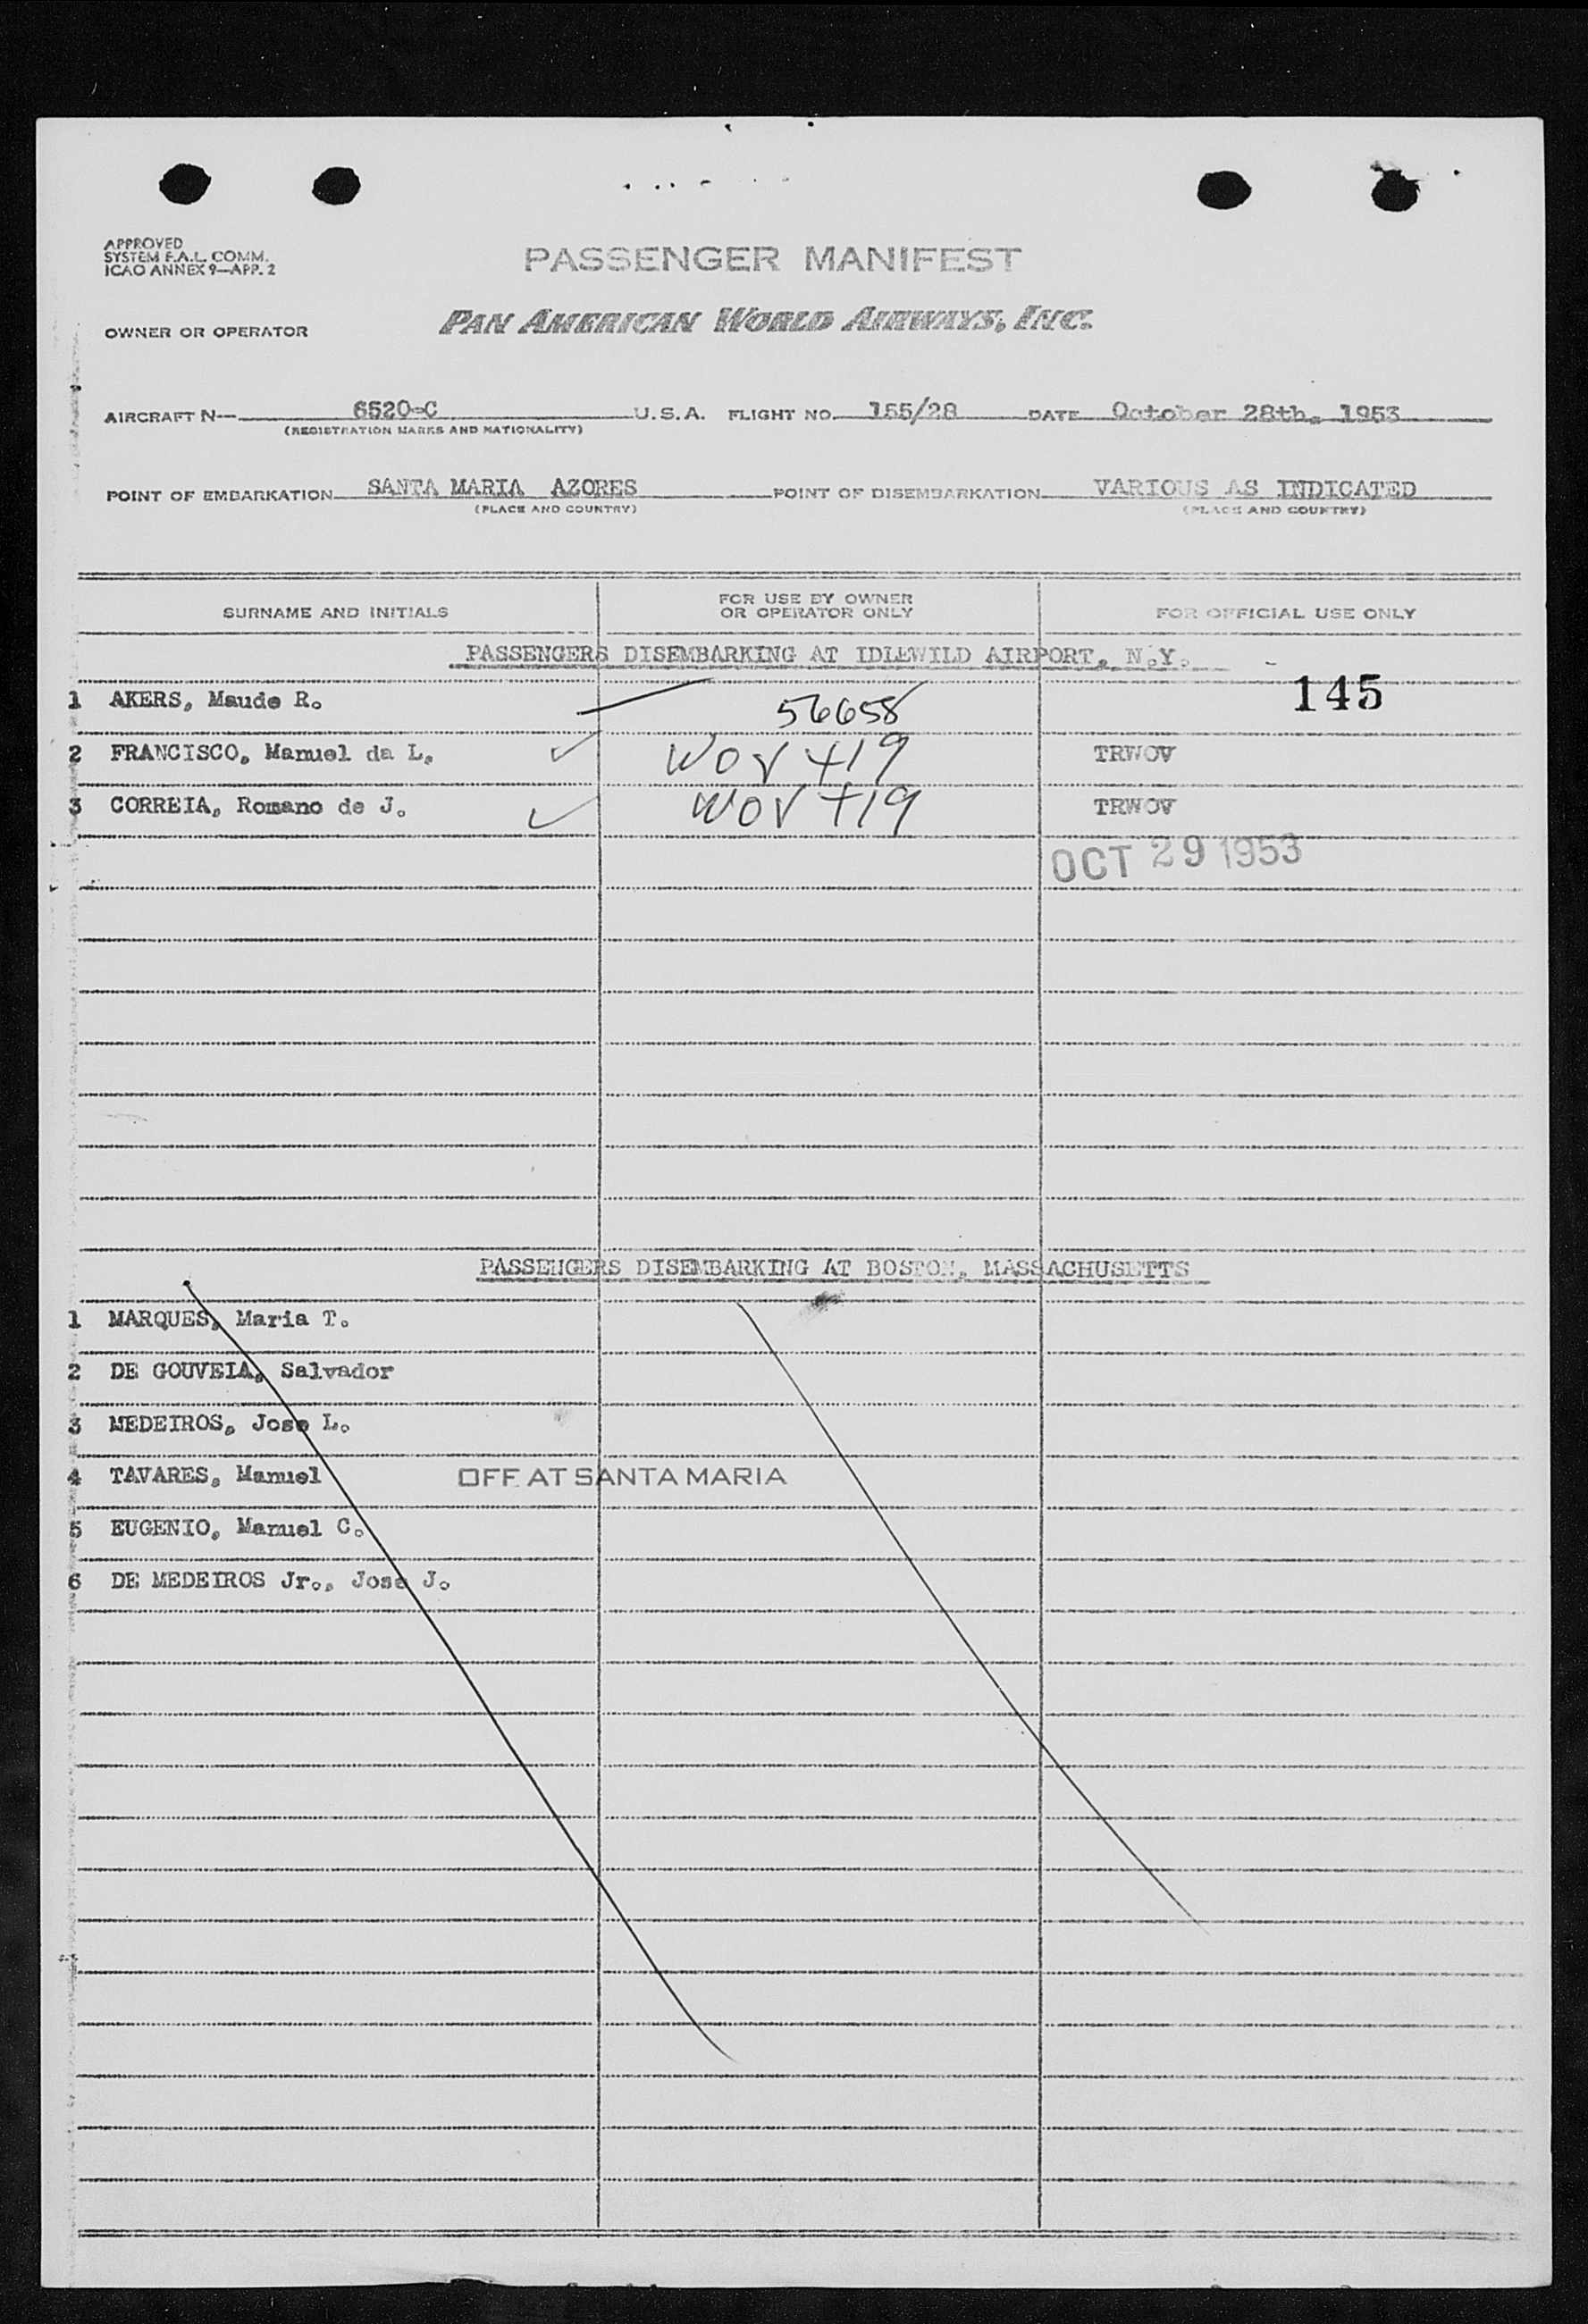 APPROVED
SYSTEM F.A.L. COMM.
ICAO ANNEX 9—APP. 2
PASSENGER MANIFEST
OWNER OR OPERATOR PAN AMERICAN WORLD AIRWAYS, INC.
AIRCRAFT N— 6520-C U.S.A. FLIGHT NO. 155/28 DATE October 28th, 1953
(REGISTRATION MARKS AND NATIONALITY)
POINT OF EMBARKATION SANTA MARIA AZORES POINT OF DISEMBARKATION VARIOUS AS INDICATED
(PLACE AND COUNTRY) (PLACE AND COUNTRY)
SURNAME AND INITIALS FOR USE BY OWNER OR OPERATOR ONLY FOR OFFICIAL USE ONLY
PASSENGERS DISEMBARKING AT IDLEWILD AIRPORT, N.Y.
1 AKERS, Maude R. 56658 145
2 FRANCISCO, Manuel da L. WOV +19 TRWOV
3 CORREIA, Romano de J. WOV +19 TRWOV
OCT 29 1953
PASSENGERS DISEMBARKING AT BOSTON, MASSACHUSETTS
1 MARQUES, Maria T.
2 DE GOUVEIA, Salvador
3 MEDEIROS, Jose L.
4 TAVARES, Manuel OFF AT SANTA MARIA
5 EUGENIO, Manuel C.
6 DE MEDEIROS Jr., Jose J.